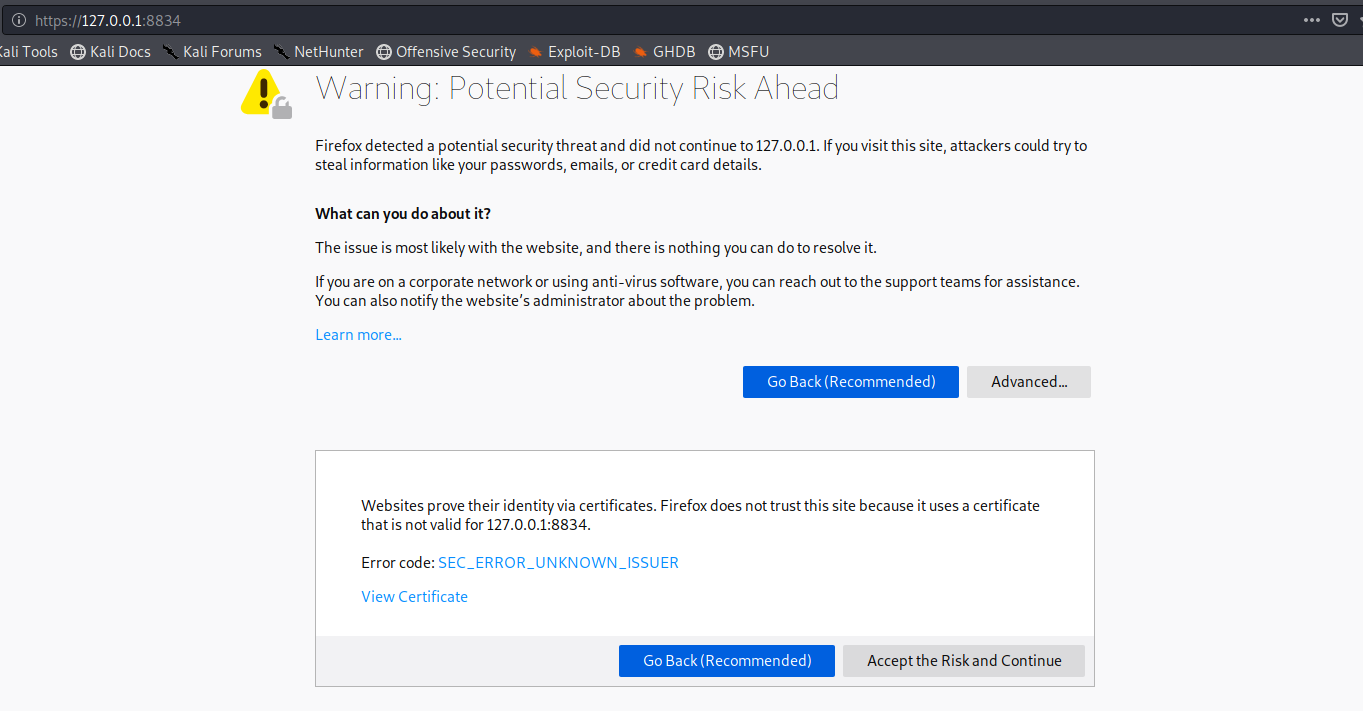 https://127.0.0.1:8834
Kali Tools Kali Docs Kali Forums NetHunter Offensive Security Exploit-DB GHDB MSFU
Warning: Potential Security Risk Ahead
Firefox detected a potential security threat and did not continue to 127.0.0.1. If you visit this site, attackers could try to
steal information like your passwords, emails, or credit card details.
What can you do about it?
The issue is most likely with the website, and there is nothing you can do to resolve it.
If you are on a corporate network or using anti-virus software, you can reach out to the support teams for assistance.
You can also notify the website’s administrator about the problem.
Learn more…
Go Back (Recommended) Advanced…
Websites prove their identity via certificates. Firefox does not trust this site because it uses a certificate
that is not valid for 127.0.0.1:8834.
Error code: SEC_ERROR_UNKNOWN_ISSUER
View Certificate
Go Back (Recommended) Accept the Risk and Continue